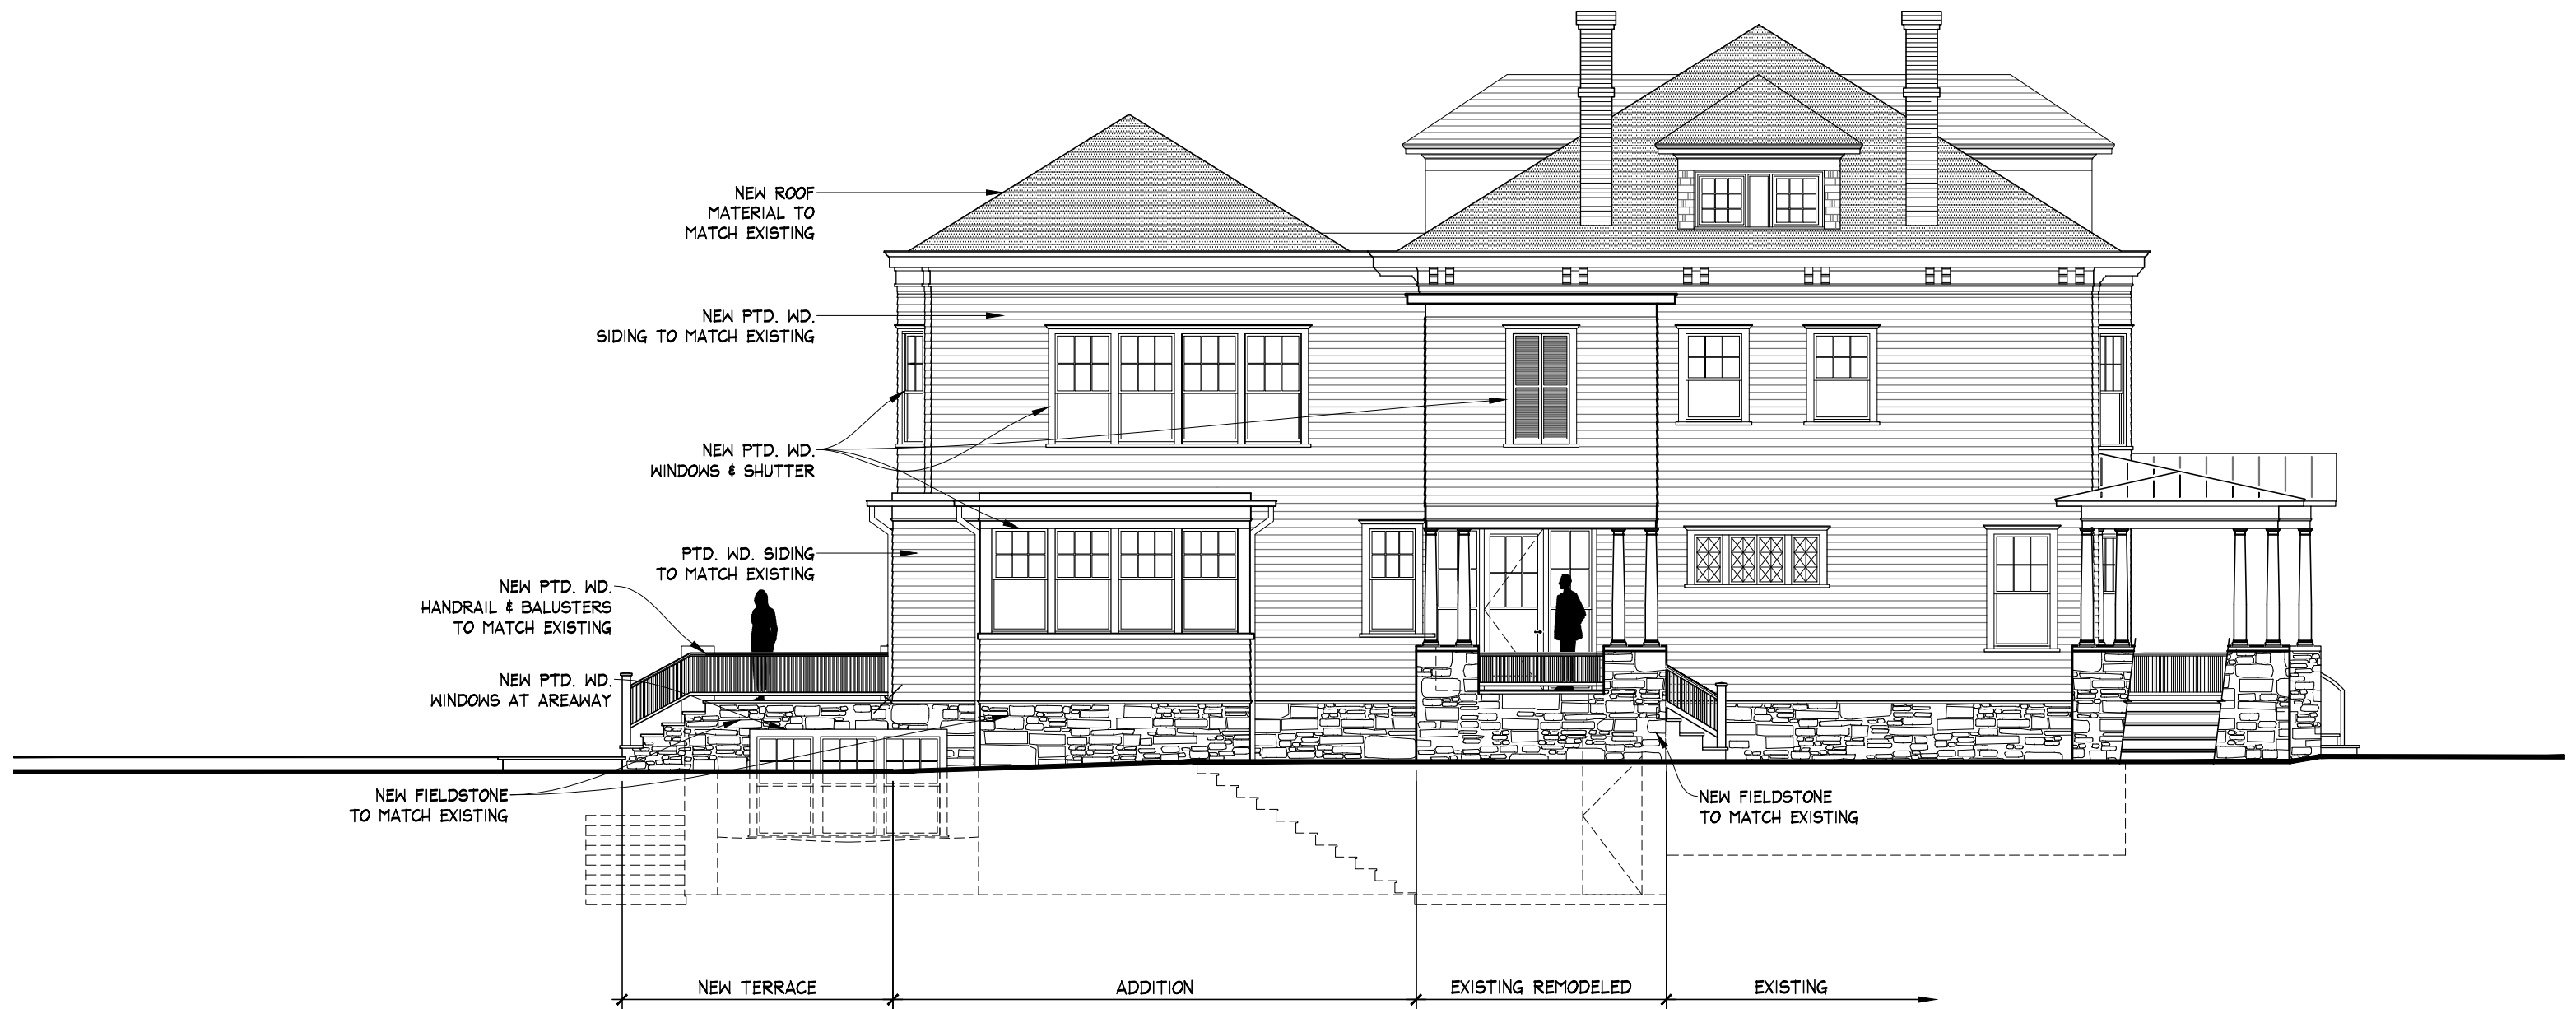 NEW ROOF
MATERIAL TO
MATCH EXISTING
NEW PTD. WD.
SIDING TO MATCH EXISTING
NEW PTD. WD.
WINDOWS & SHUTTER
PTD. WD. SIDING
TO MATCH EXISTING
NEW PTD. WD.
HANDRAIL & BALUSTERS
TO MATCH EXISTING
NEW PTD. WD.
WINDOWS AT AREAWAY
NEW FIELDSTONE
TO MATCH EXISTING
NEW FIELDSTONE
TO MATCH EXISTING
NEW TERRACE
ADDITION
EXISTING REMODELED
EXISTING